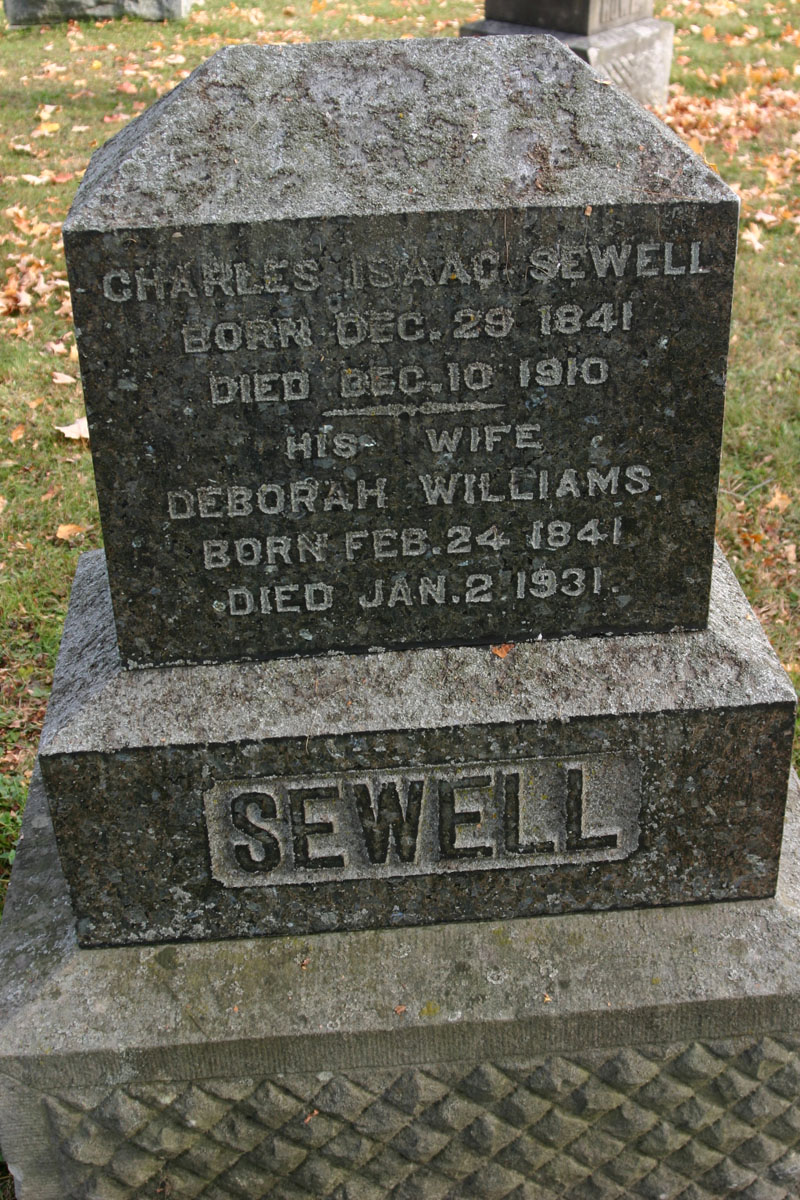 CHARLES ISAAC SEWELL
BORN DEC. 29 1841
DIED DEC. 10 1910
HIS WIFE
DEBORAH WILLIAMS
BORN FEB. 24 1841
DIED JAN. 2. 1931.
SEWELL